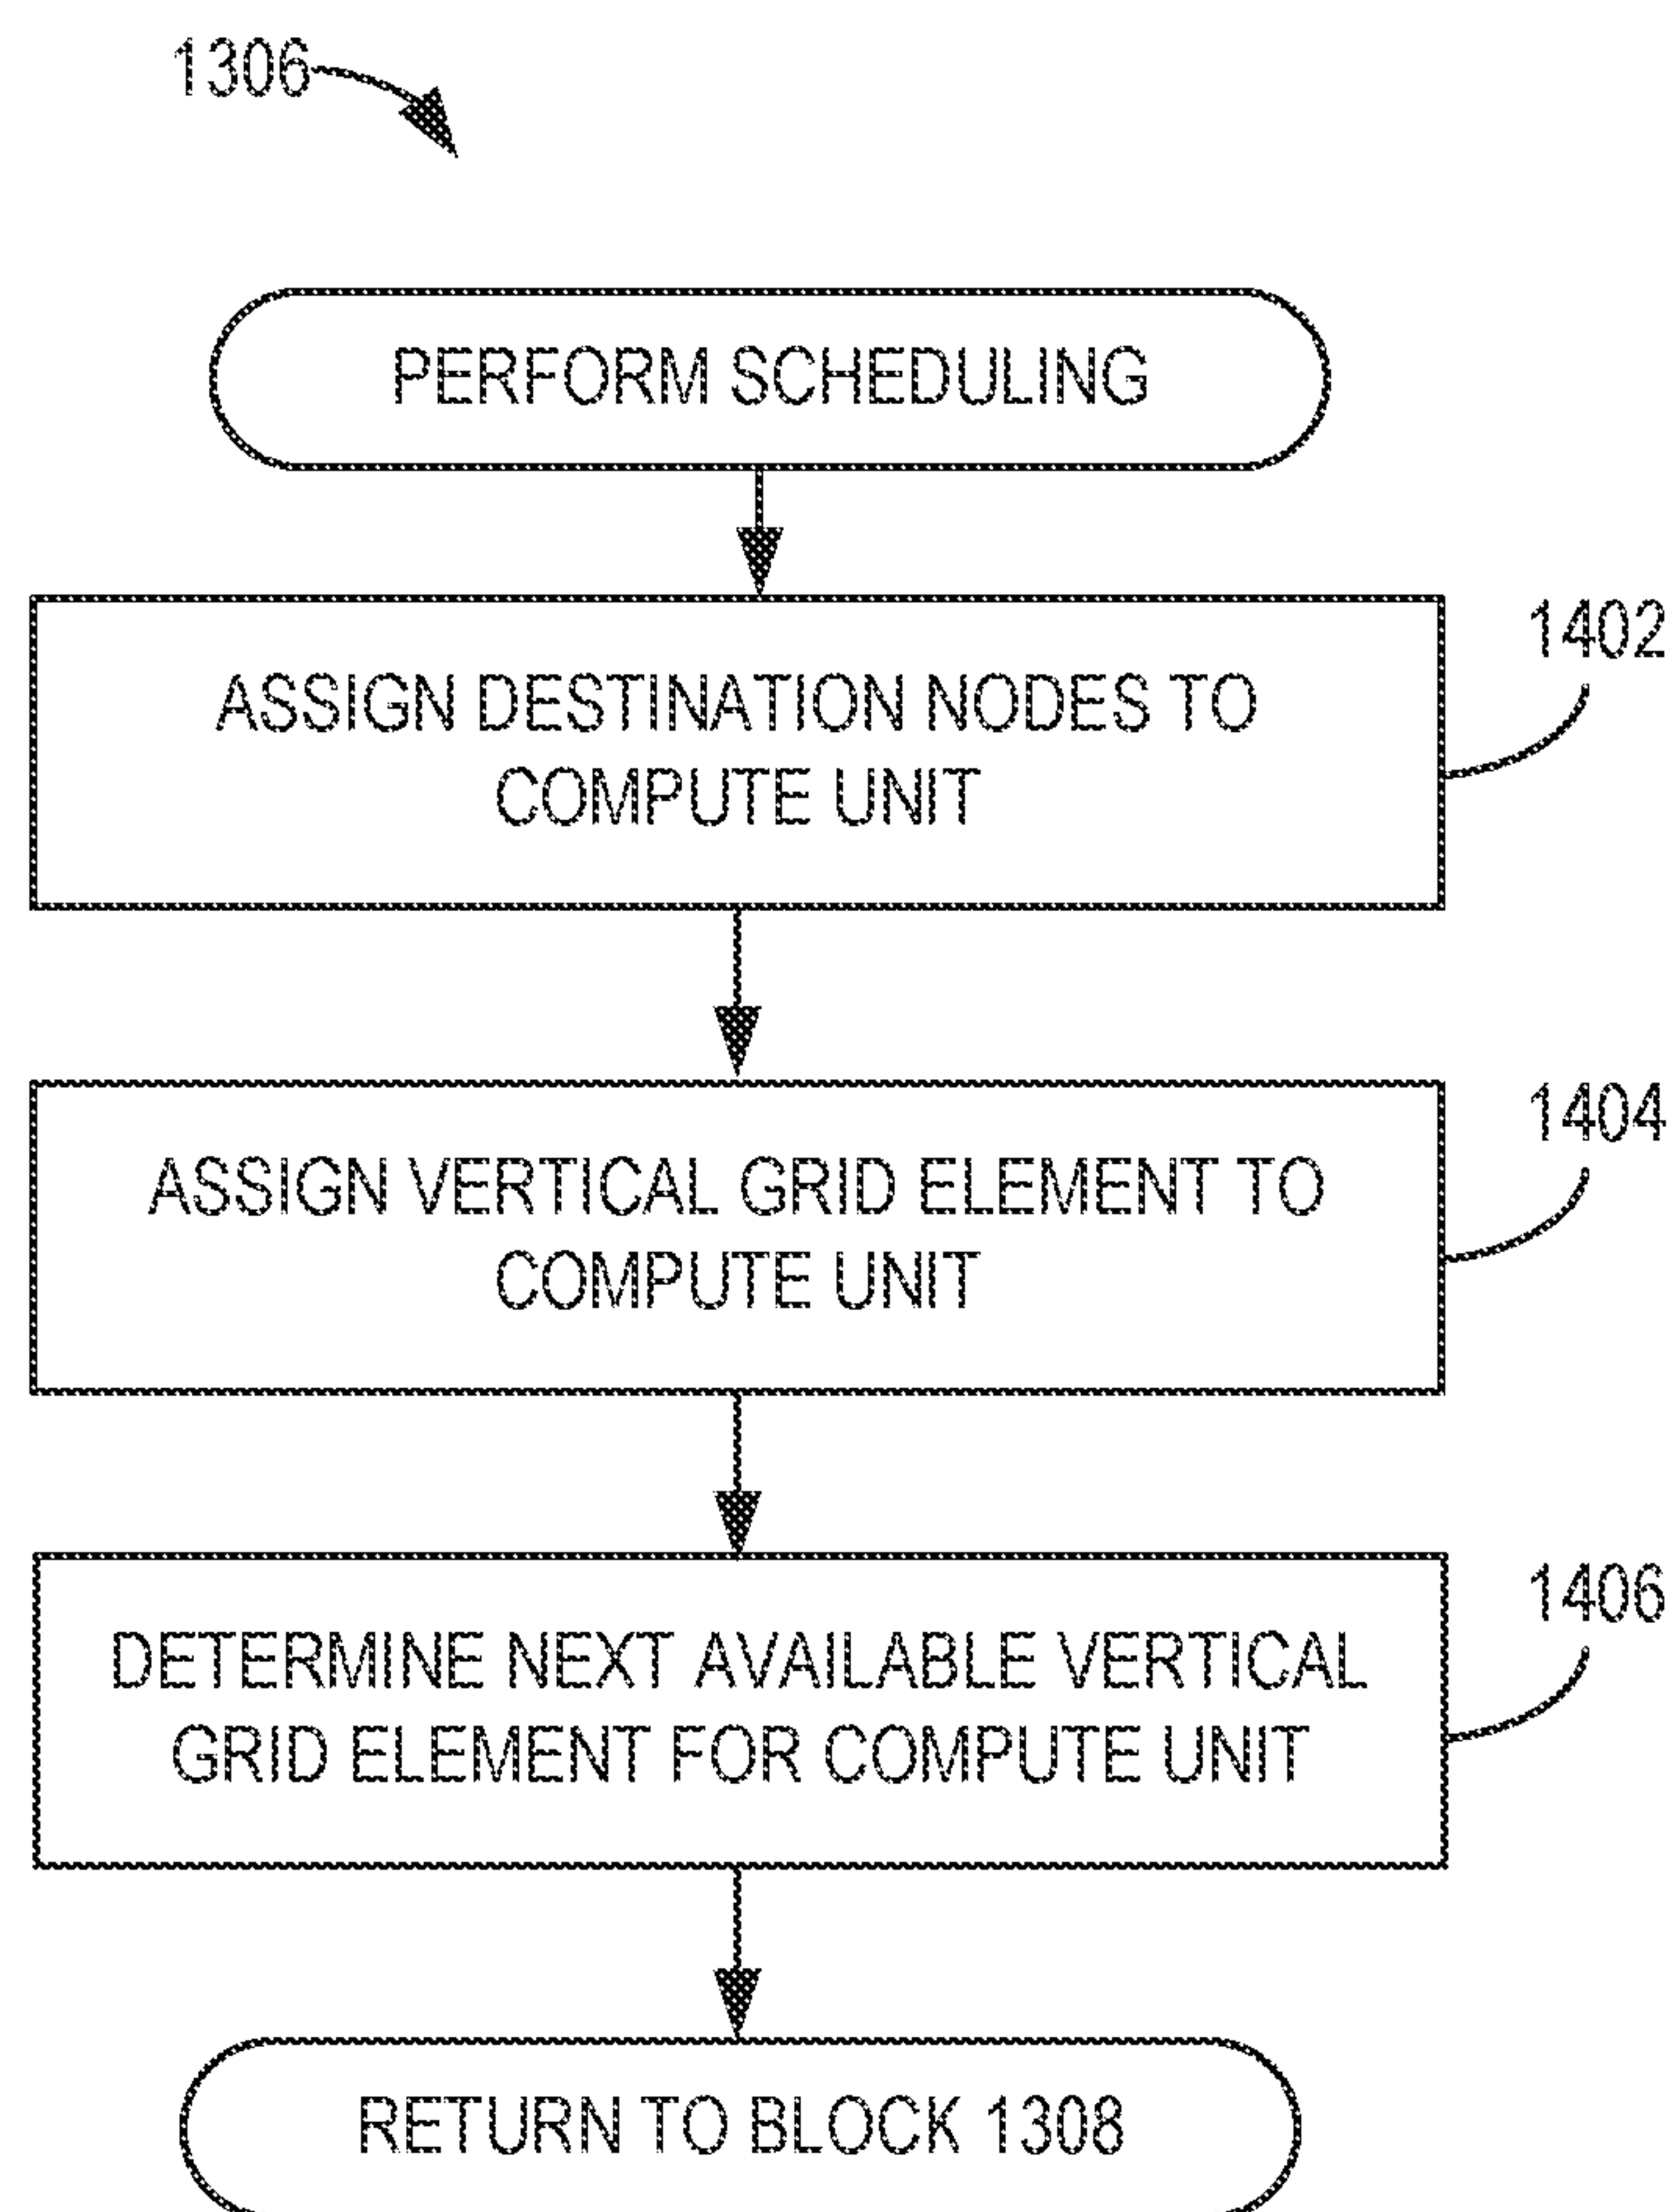 1306
PERFORM SCHEDULING
1402
ASSIGN DESTINATION NODES TO
COMPUTE UNIT
1404
ASSIGN VERTICAL GRID ELEMENT TO
COMPUTE UNIT
1406
DETERMINE NEXT AVAILABLE VERTICAL
GRID ELEMENT FOR COMPUTE UNIT
RETURN TO BLOCK 1308